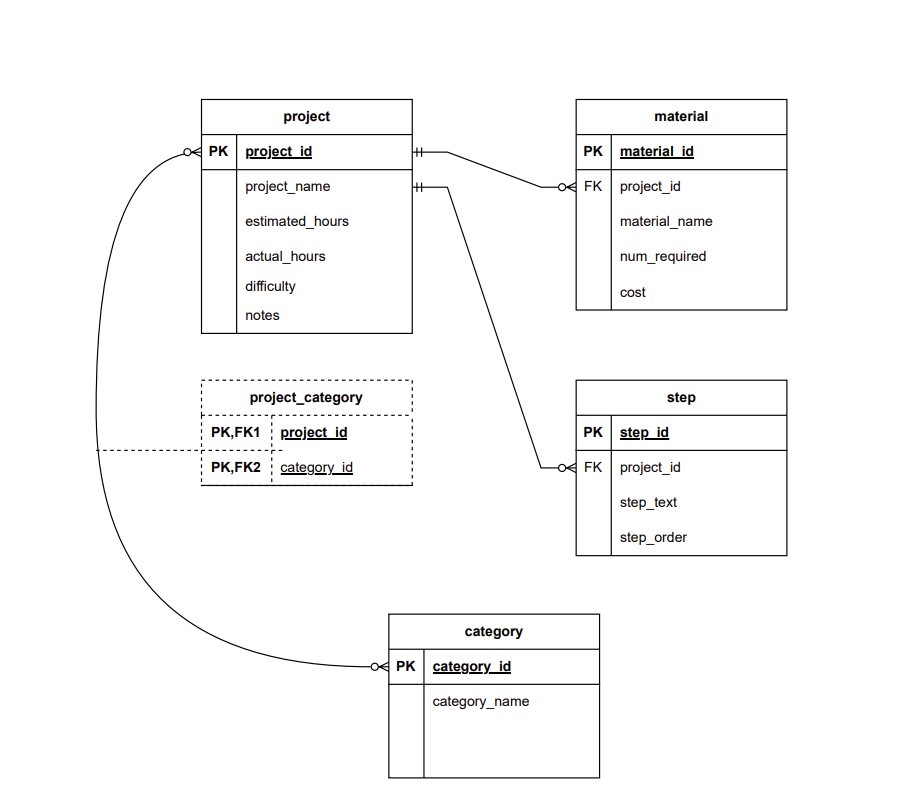 project
PK project_id
project_name
estimated_hours
actual_hours
difficulty
notes
material
PK material_id
FK project_id
material_name
num_required
cost
project_category
PK,FK1 project_id
PK,FK2 category_id
step
PK step_id
FK project_id
step_text
step_order
category
PK category_id
category_name